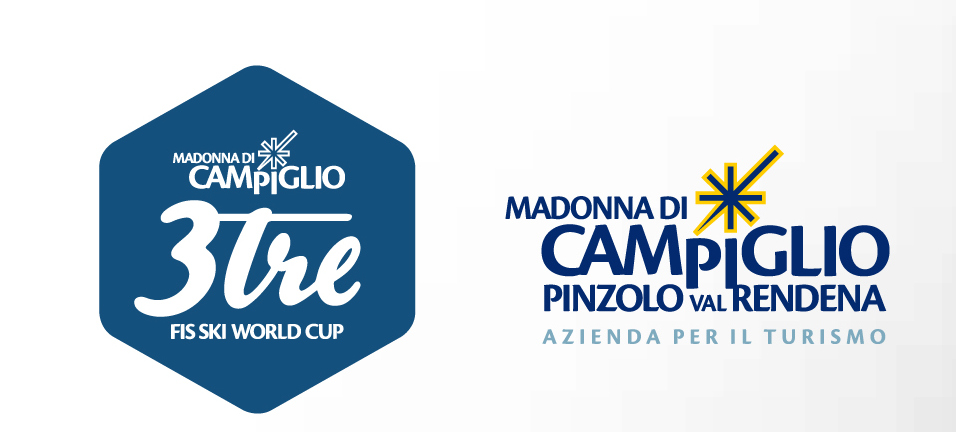 MADONNA DI
CAMPIGLIO
3Tre
FIS SKI WORLD CUP
MADONNA DI
CAMPIGLIO
PINZOLO VAL RENDENA
AZIENDA PER IL TURISMO